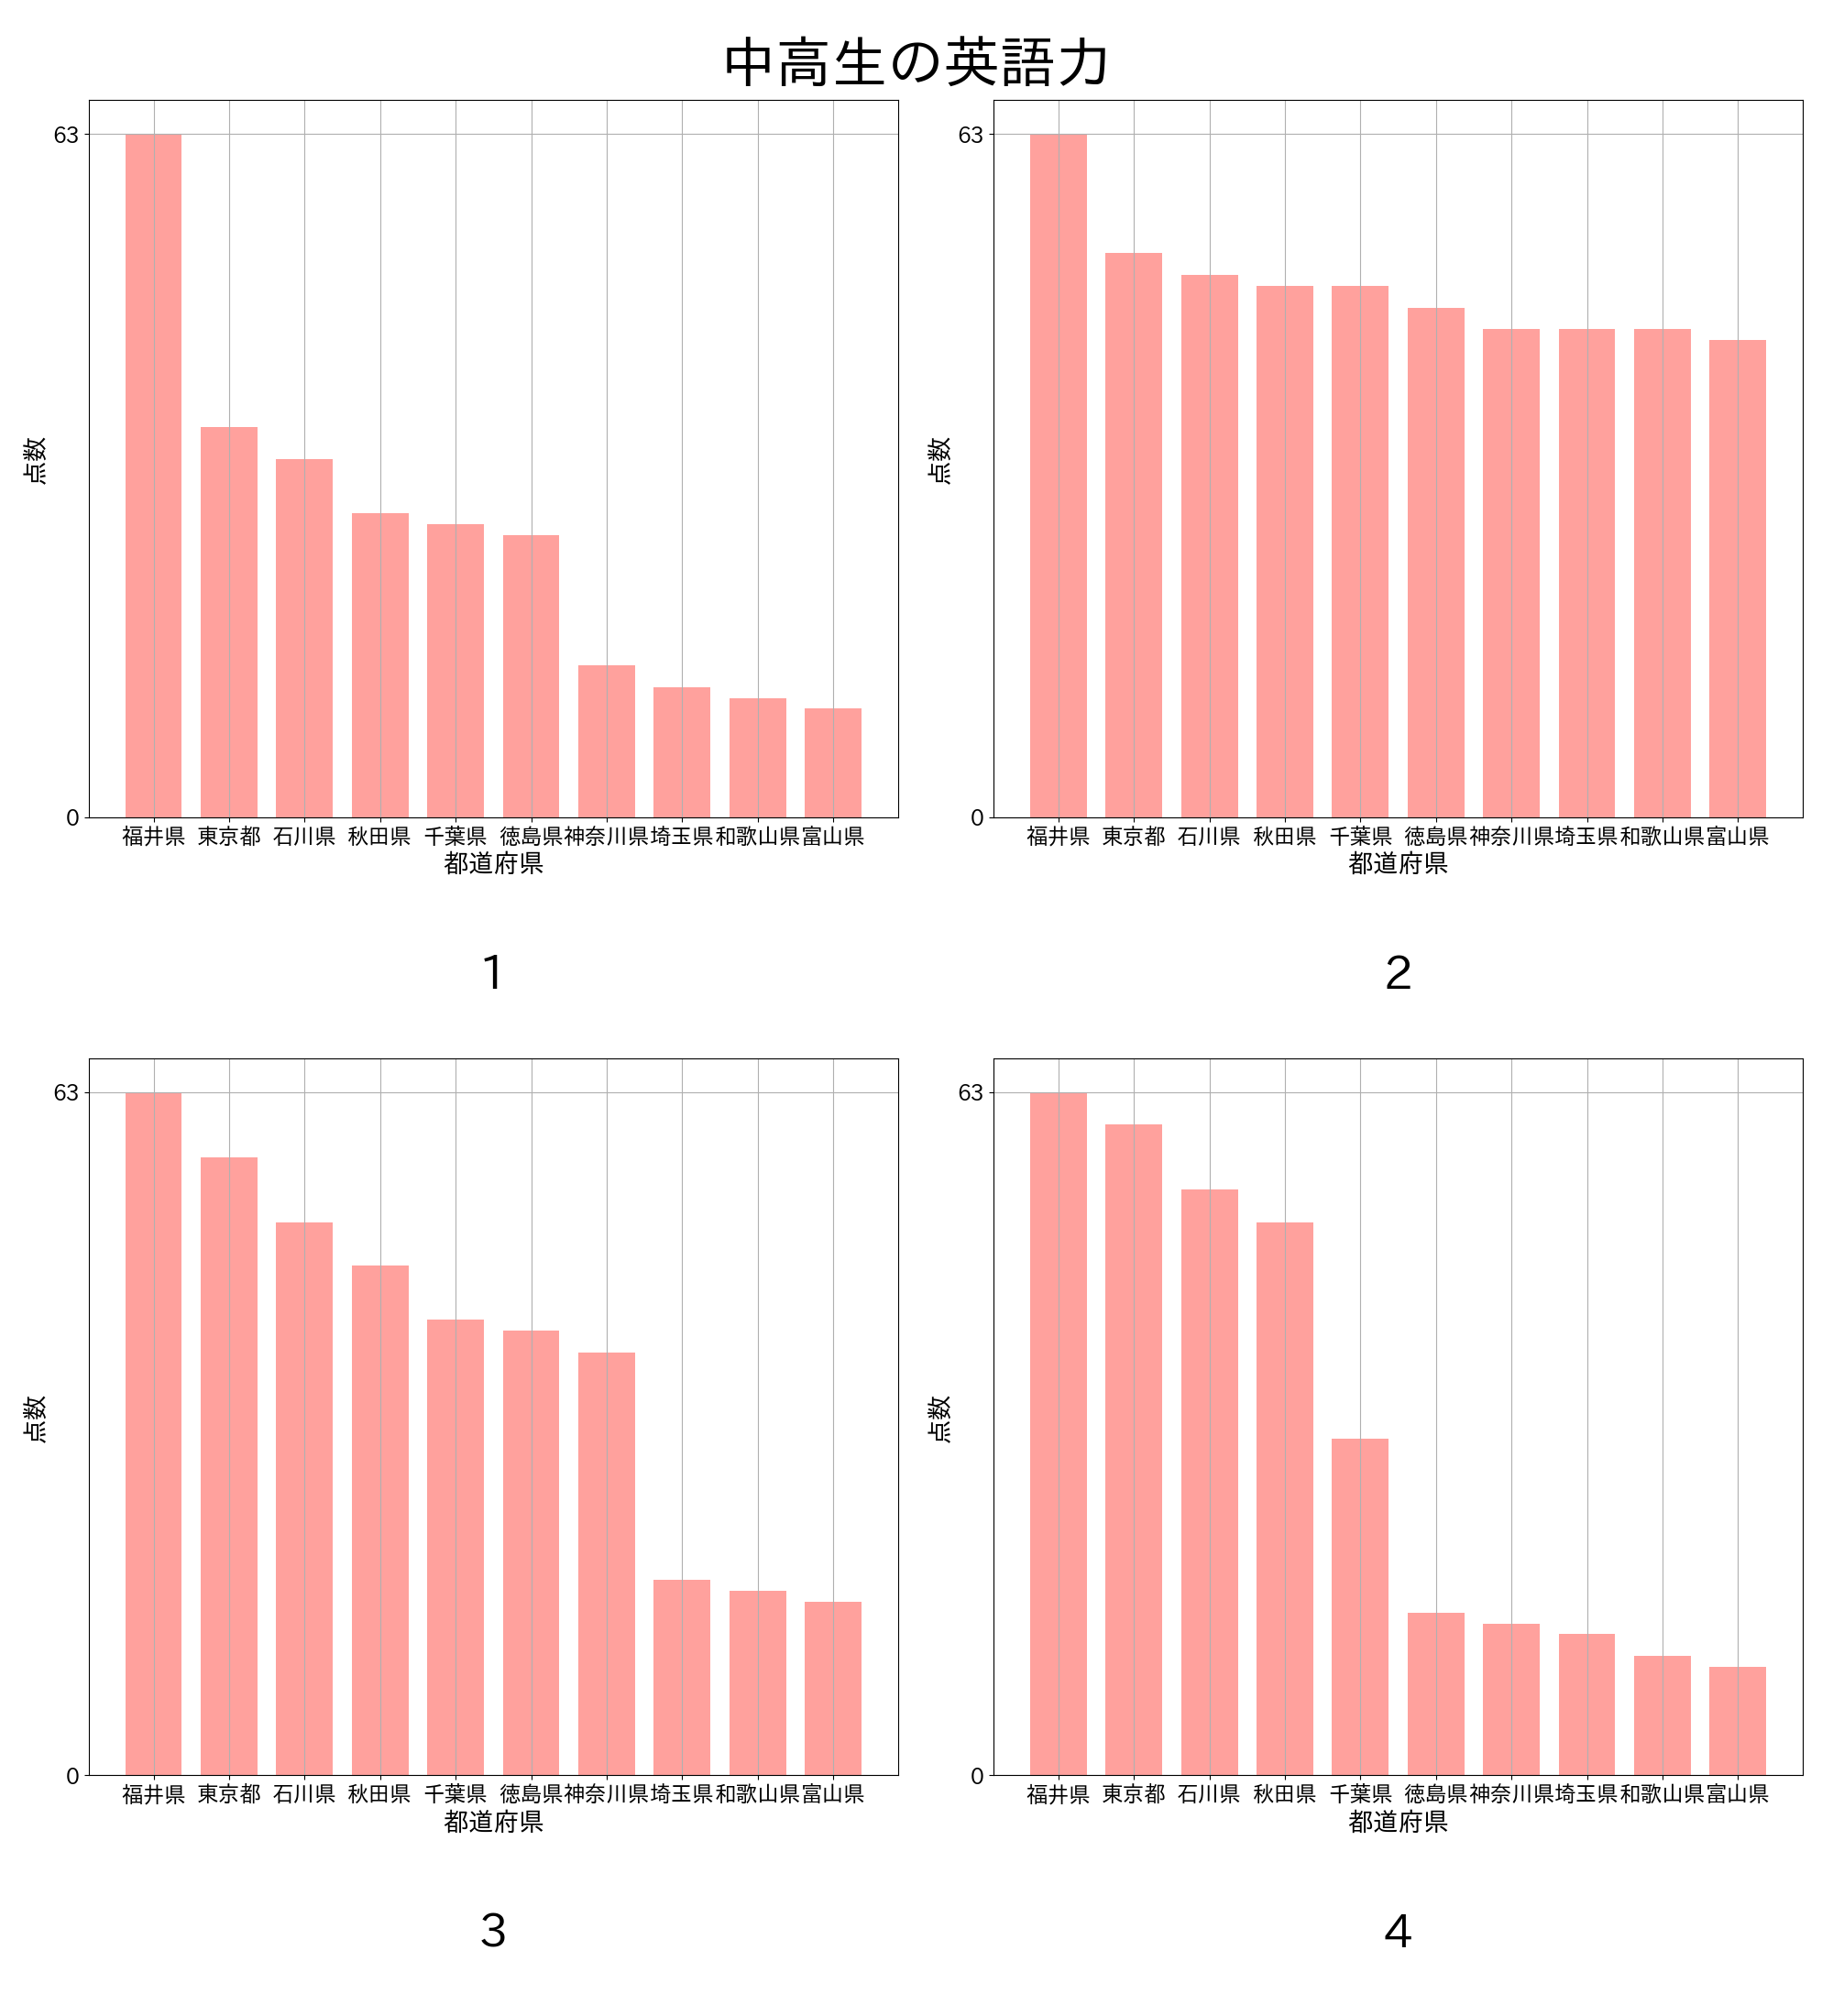 中高生の英語力
63
0
点数
福井県 東京都 石川県 秋田県 千葉県 徳島県 神奈川県 埼玉県 和歌山県 富山県
都道府県
1
63
0
点数
福井県 東京都 石川県 秋田県 千葉県 徳島県 神奈川県 埼玉県 和歌山県 富山県
都道府県
2
63
0
点数
福井県 東京都 石川県 秋田県 千葉県 徳島県 神奈川県 埼玉県 和歌山県 富山県
都道府県
3
63
0
点数
福井県 東京都 石川県 秋田県 千葉県 徳島県 神奈川県 埼玉県 和歌山県 富山県
都道府県
4